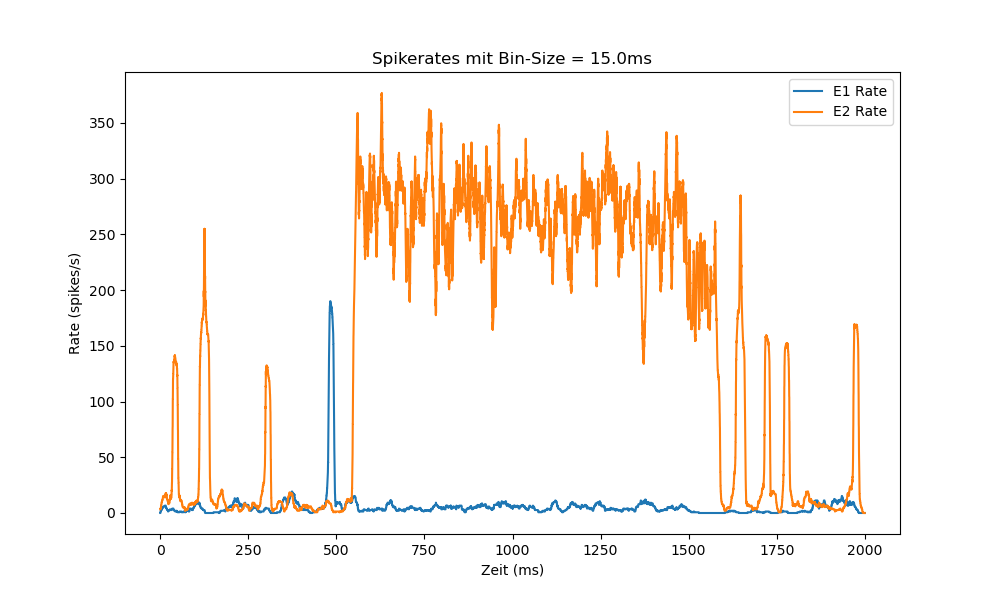 Spikerates mit Bin-Size = 15.0ms
E1 Rate
E2 Rate
Rate (spikes/s)
350
300
250
200
150
100
50
0
0 250 500 750 1000 1250 1500 1750 2000
Zeit (ms)